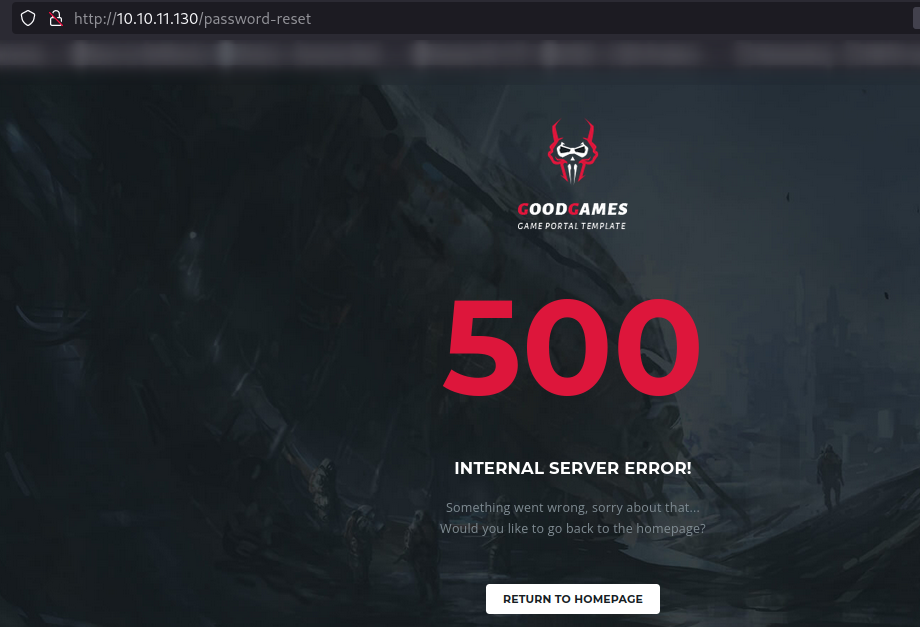 http://10.10.11.130/password-reset
GOODGAMES
GAME PORTAL TEMPLATE
500
INTERNAL SERVER ERROR!
Something went wrong, sorry about that...
Would you like to go back to the homepage?
RETURN TO HOMEPAGE